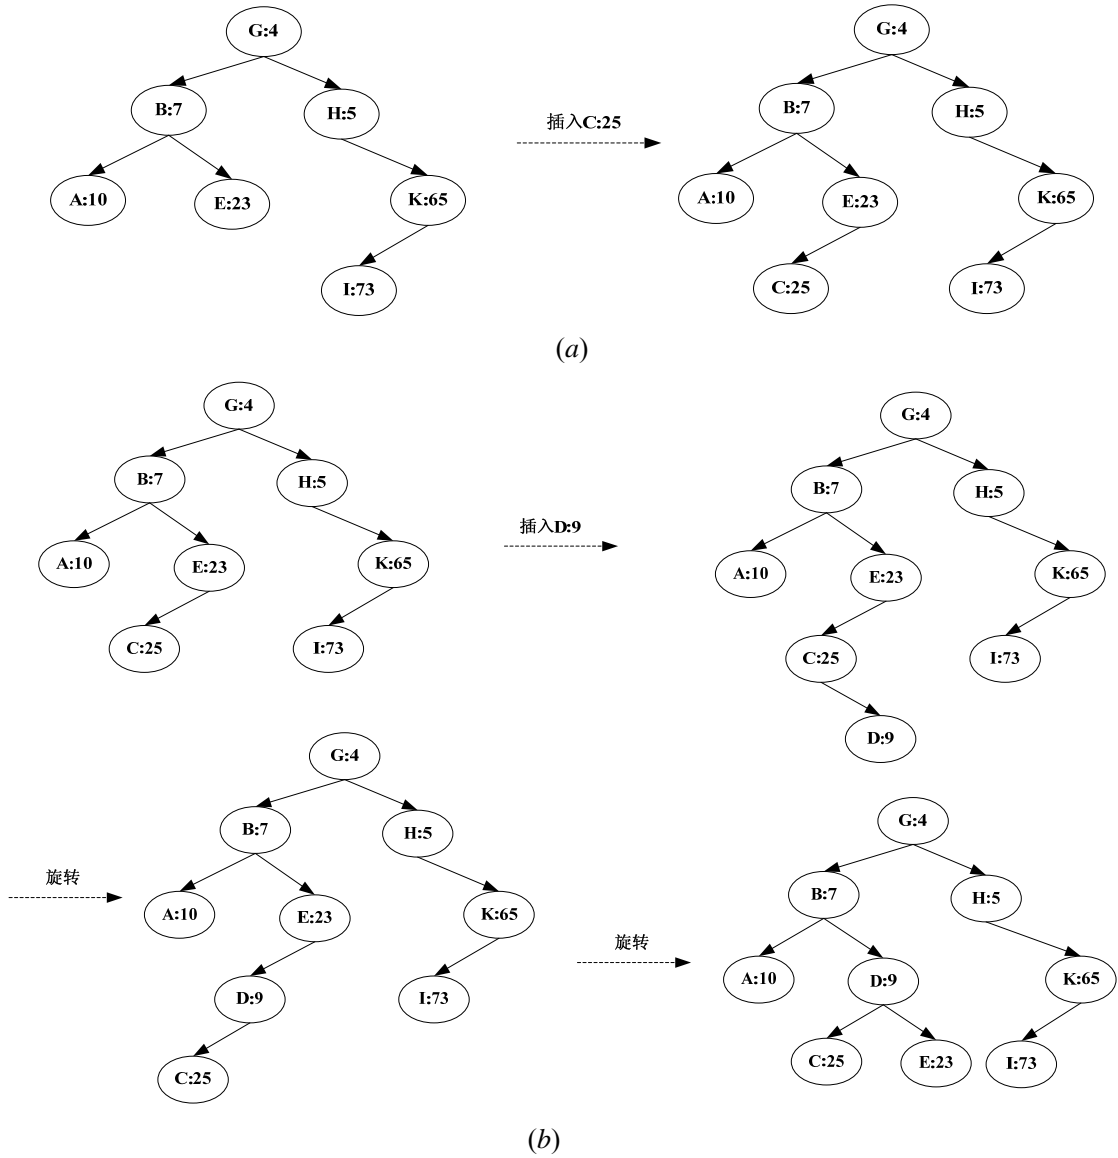 G:4 G:4
B:7 H:5 插入C:25 B:7 H:5
A:10 E:23 K:65 A:10 E:23 K:65
I:73 C:25 I:73
(a)
G:4 G:4
B:7 H:5 B:7 H:5
插入D:9
A:10 E:23 K:65 A:10 E:23 K:65
C:25 I:73 C:25 I:73
D:9
G:4
B:7 H:5 G:4
旋转 B:7 H:5
A:10 E:23 K:65 旋转
D:9 I:73 A:10 D:9 K:65
C:25 C:25 E:23 I:73
(b)